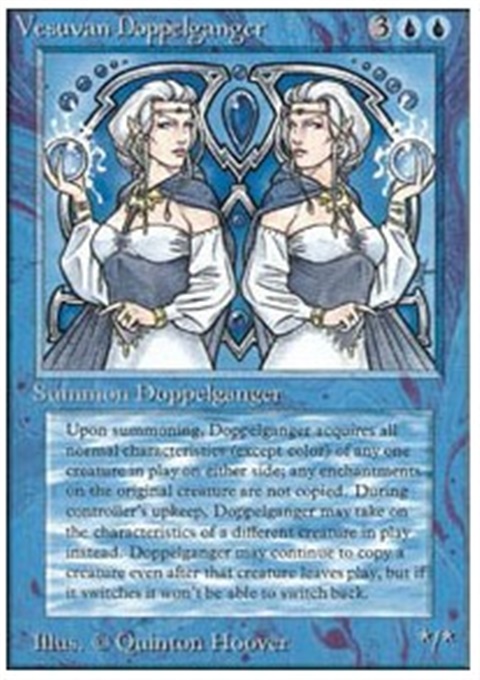 Vesuvan Doppelganger 3
Summon Doppelganger
Upon summoning, Doppelganger acquires all
normal characteristics (except color) of any one
creature in play on either side; any enchantments
on the original creature are not copied. During
controller's upkeep, Doppelganger may take on
the characteristics of a different creature in play
instead. Doppelganger may continue to copy a
creature even after that creature leaves play, but if
it switches it won't be able to switch back.
Illus. © Quinton Hoover */*